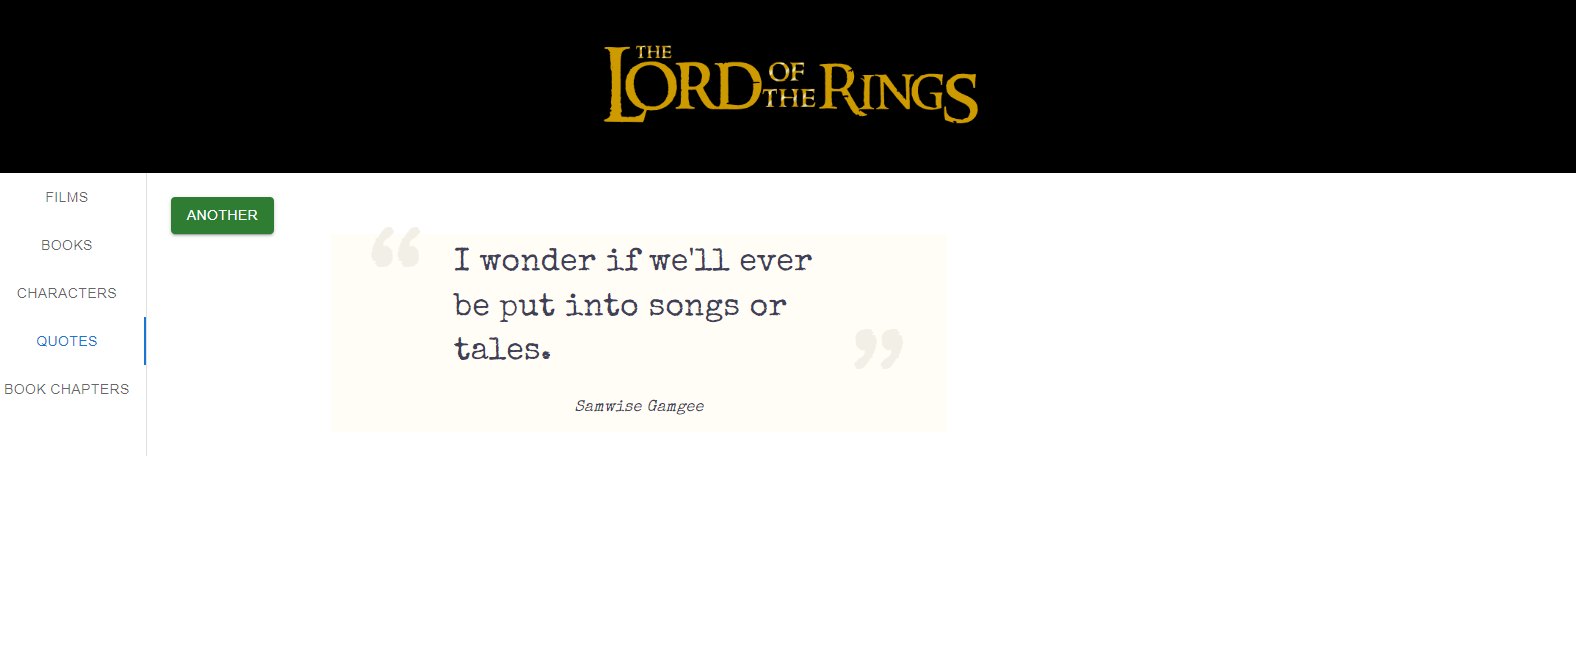 THE LORD OF THE RINGS
FILMS
BOOKS
CHARACTERS
QUOTES
BOOK CHAPTERS
ANOTHER
“
I wonder if we'll ever
be put into songs or
tales.
”
Samwise Gamgee